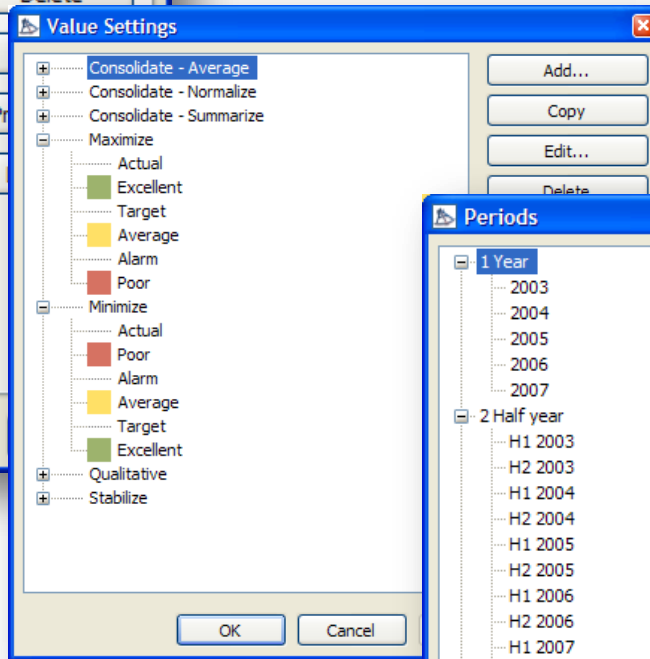 Value Settings
Consolidate - Average
Consolidate - Normalize
Consolidate - Summarize
Maximize
Actual
Excellent
Target
Average
Alarm
Poor
Minimize
Actual
Poor
Alarm
Average
Target
Excellent
Qualitative
Stabilize
Add...
Copy
Edit...
Delete
OK
Cancel
Periods
1 Year
2003
2004
2005
2006
2007
2 Half year
H1 2003
H2 2003
H1 2004
H2 2004
H1 2005
H2 2005
H1 2006
H2 2006
H1 2007